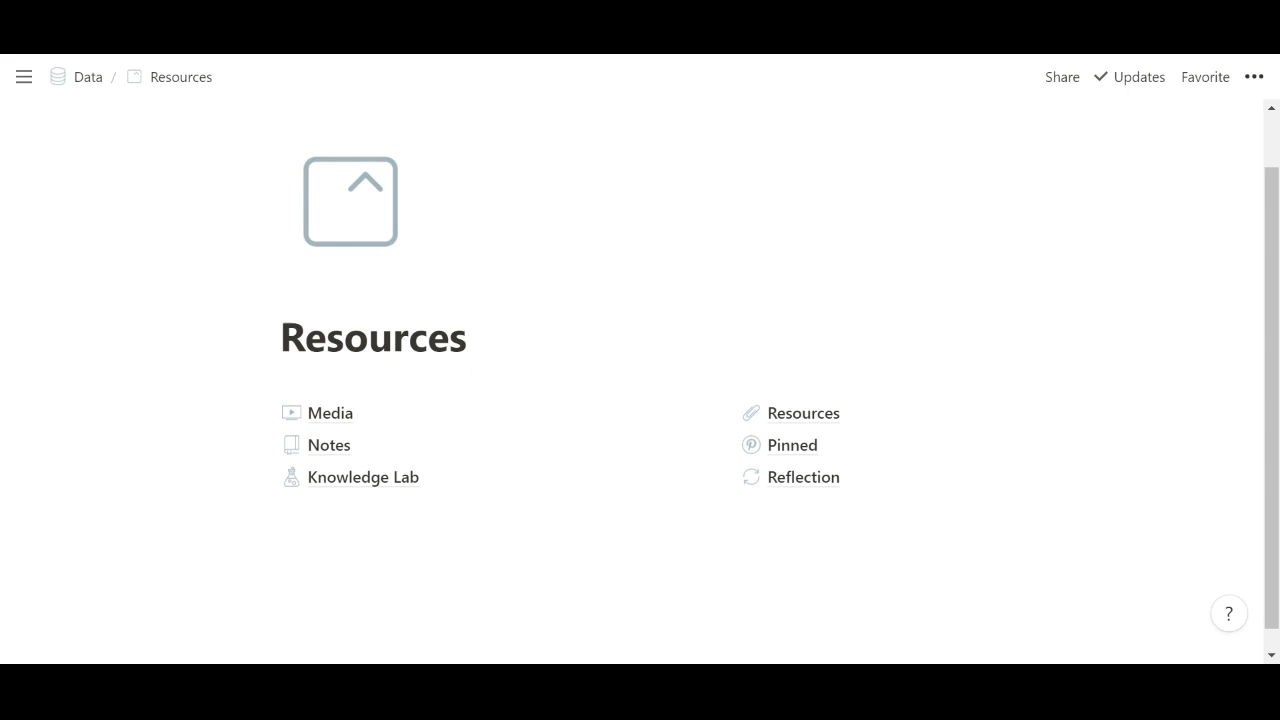 Data / Resources
Share Updates Favorite •••
Resources
Media
Notes
Knowledge Lab
Resources
Pinned
Reflection
?